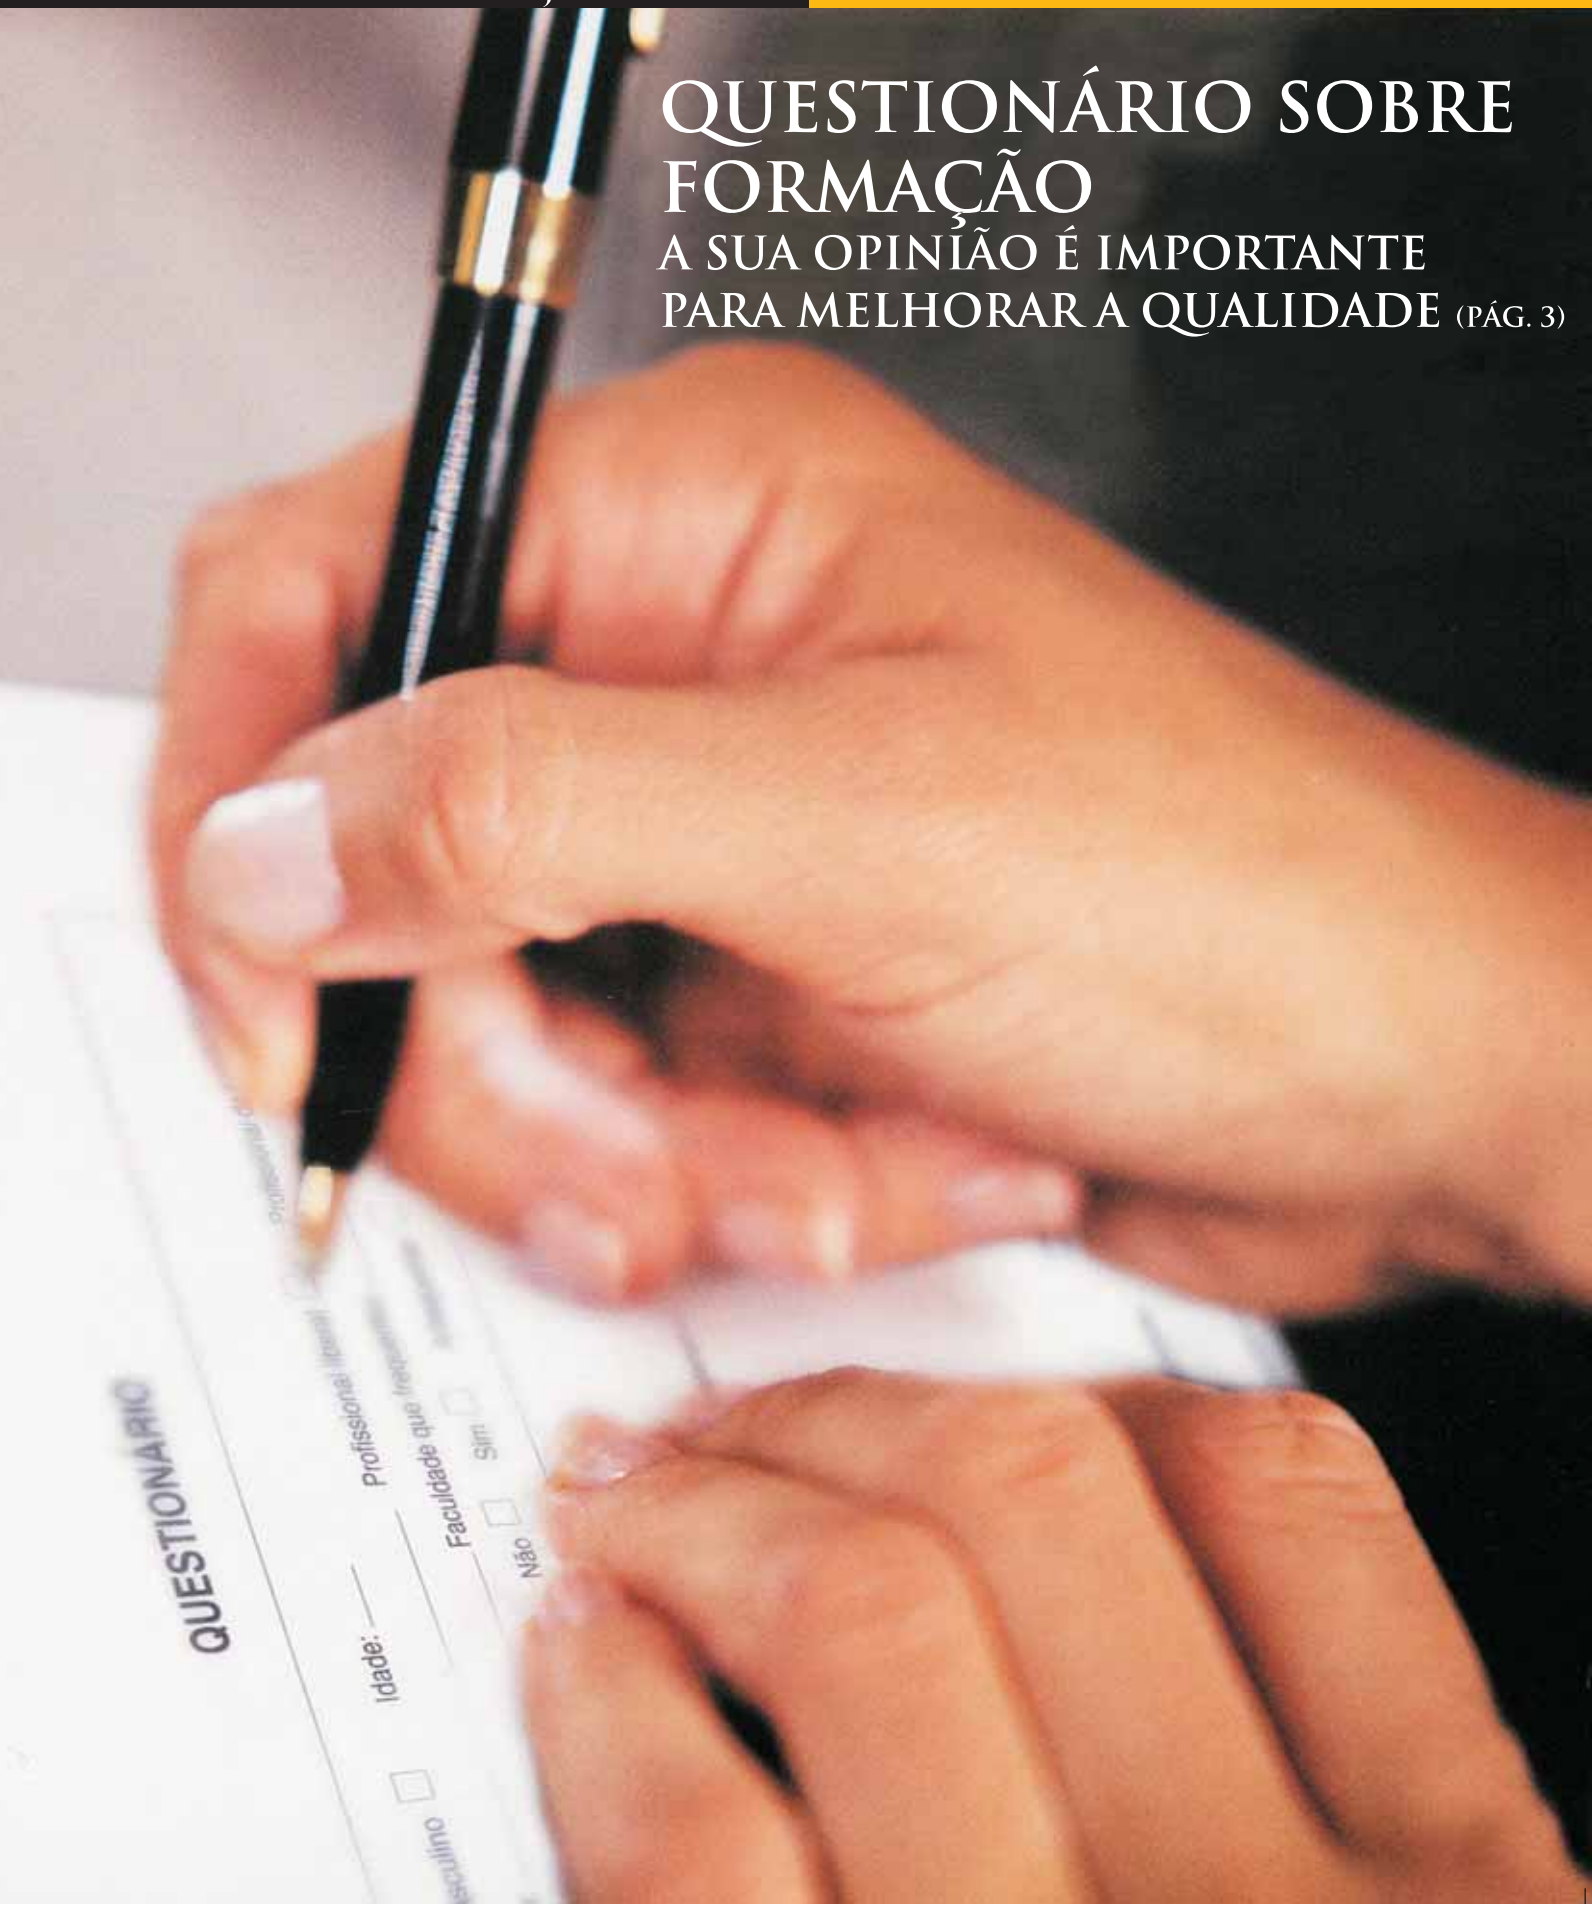 QUESTIONÁRIO SOBRE
FORMAÇÃO
A SUA OPINIÃO É IMPORTANTE
PARA MELHORAR A QUALIDADE (PÁG. 3)
QUESTIONÁRIO
Idade:
Profissional liberal
Faculdade que frequenta
Não
Sim